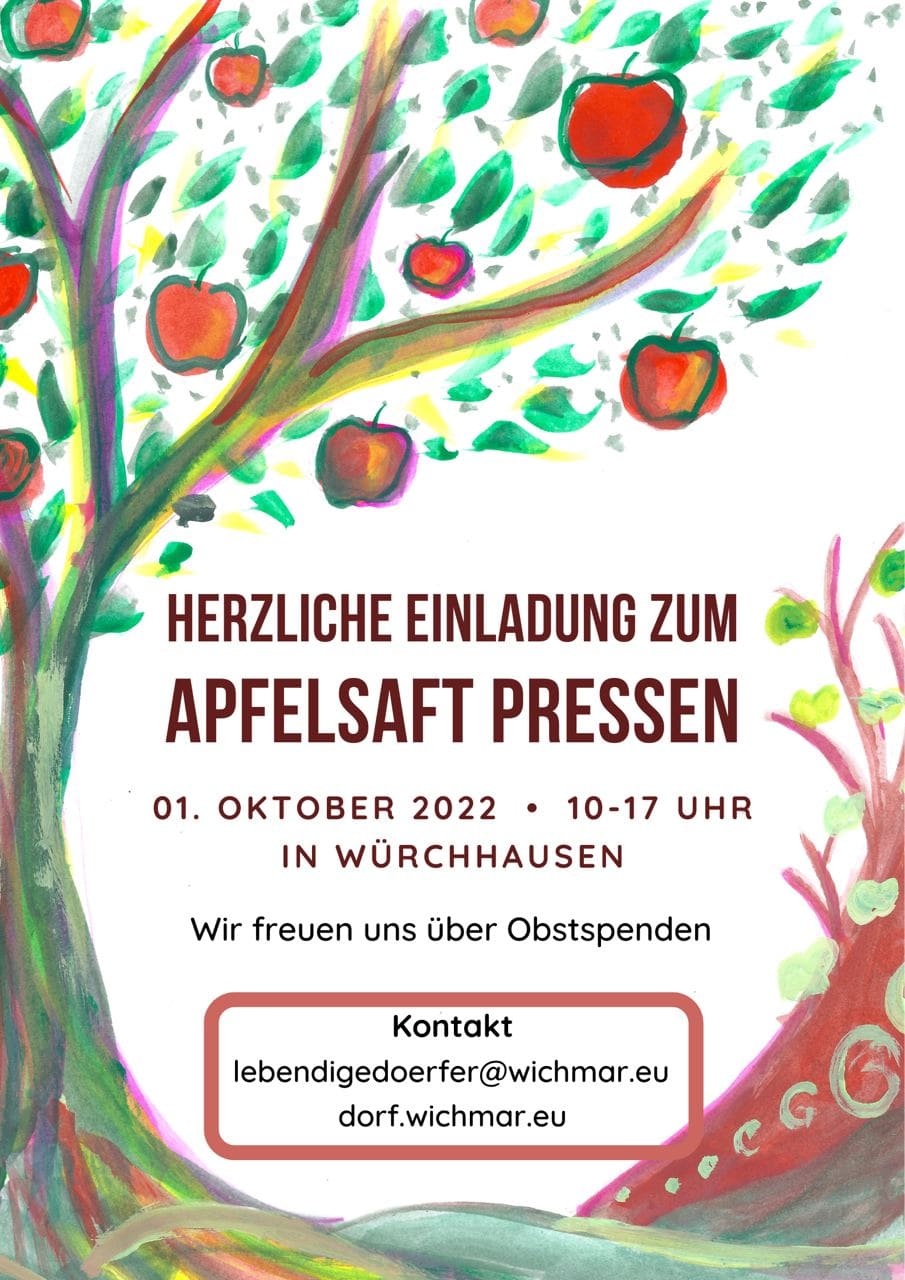 HERZLICHE EINLADUNG ZUM
APFELSAFT PRESSEN
01. OKTOBER 2022 • 10-17 UHR
IN WÜRCHHAUSEN
Wir freuen uns über Obstspenden
Kontakt
lebendigedoerfer@wichmar.eu
dorf.wichmar.eu